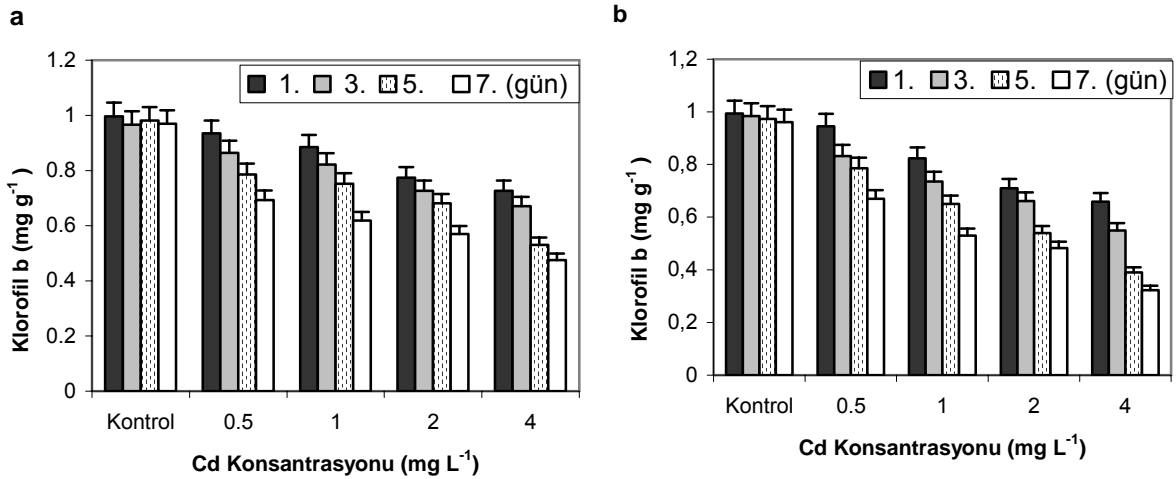 a
1.2
1
0.8
0.6
0.4
0.2
0
Klorofil b (mg g-1 )
1. 3. 5. 7. (gün)
Kontrol 0.5 1 2 4
Cd Konsantrasyonu (mg L-1)
b
1,2
1
0,8
0,6
0,4
0,2
0
Klorofil b (mg g-1 )
1. 3. 5. 7. (gün)
Kontrol 0.5 1 2 4
Cd Konsantrasyonu (mg L-1)